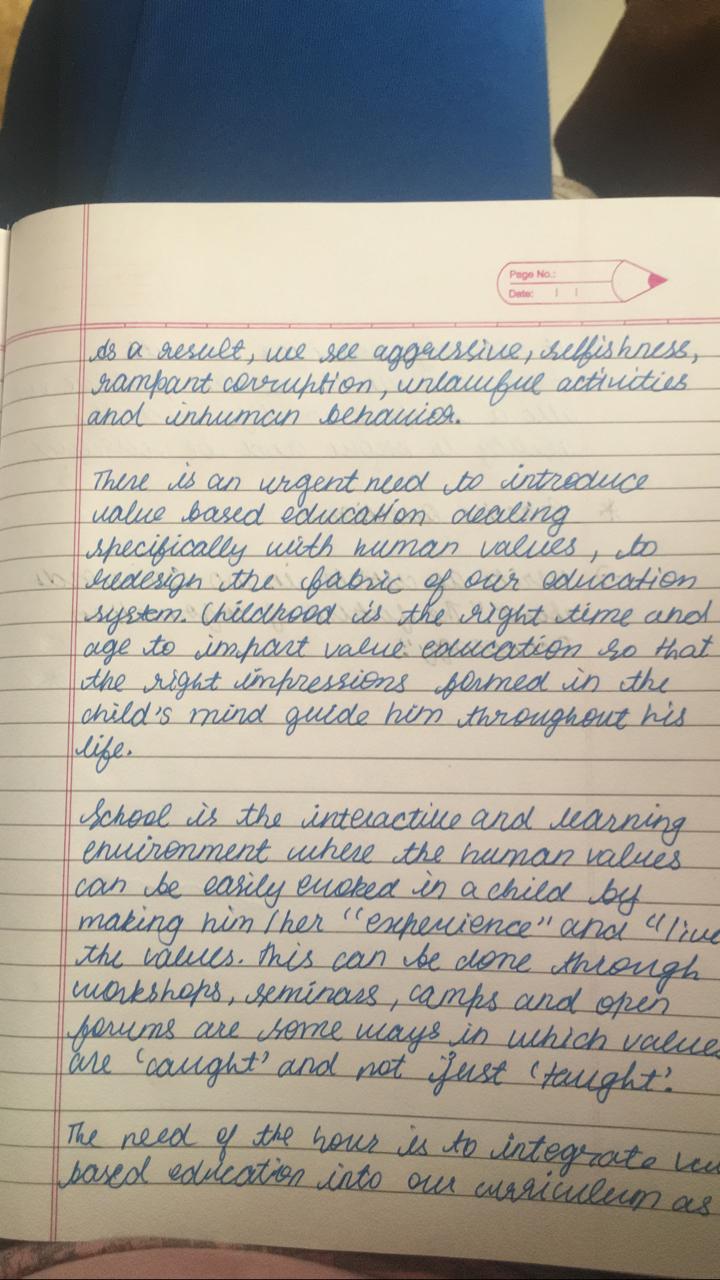 Page No.:
Date:
As a result, we see aggressive, selfishness,
rampant corruption, unlawful activities
and inhuman behavior.
There is an urgent need to introduce
value based education dealing
specifically with human values, to
redesign the fabric of our education
system. Childhood is the right time and
age to impart value education so that
the right impressions formed in the
child's mind guide him throughout his
life.
School is the interactive and learning
environment where the human values
can be easily evoked in a child by
making him/her "experience" and "live
the values. this can be done through
workshops, seminars, camps and open
forums are some ways in which values
are 'caught' and not just 'taught'.
The need of the hour is to integrate
based education into our curriculum as